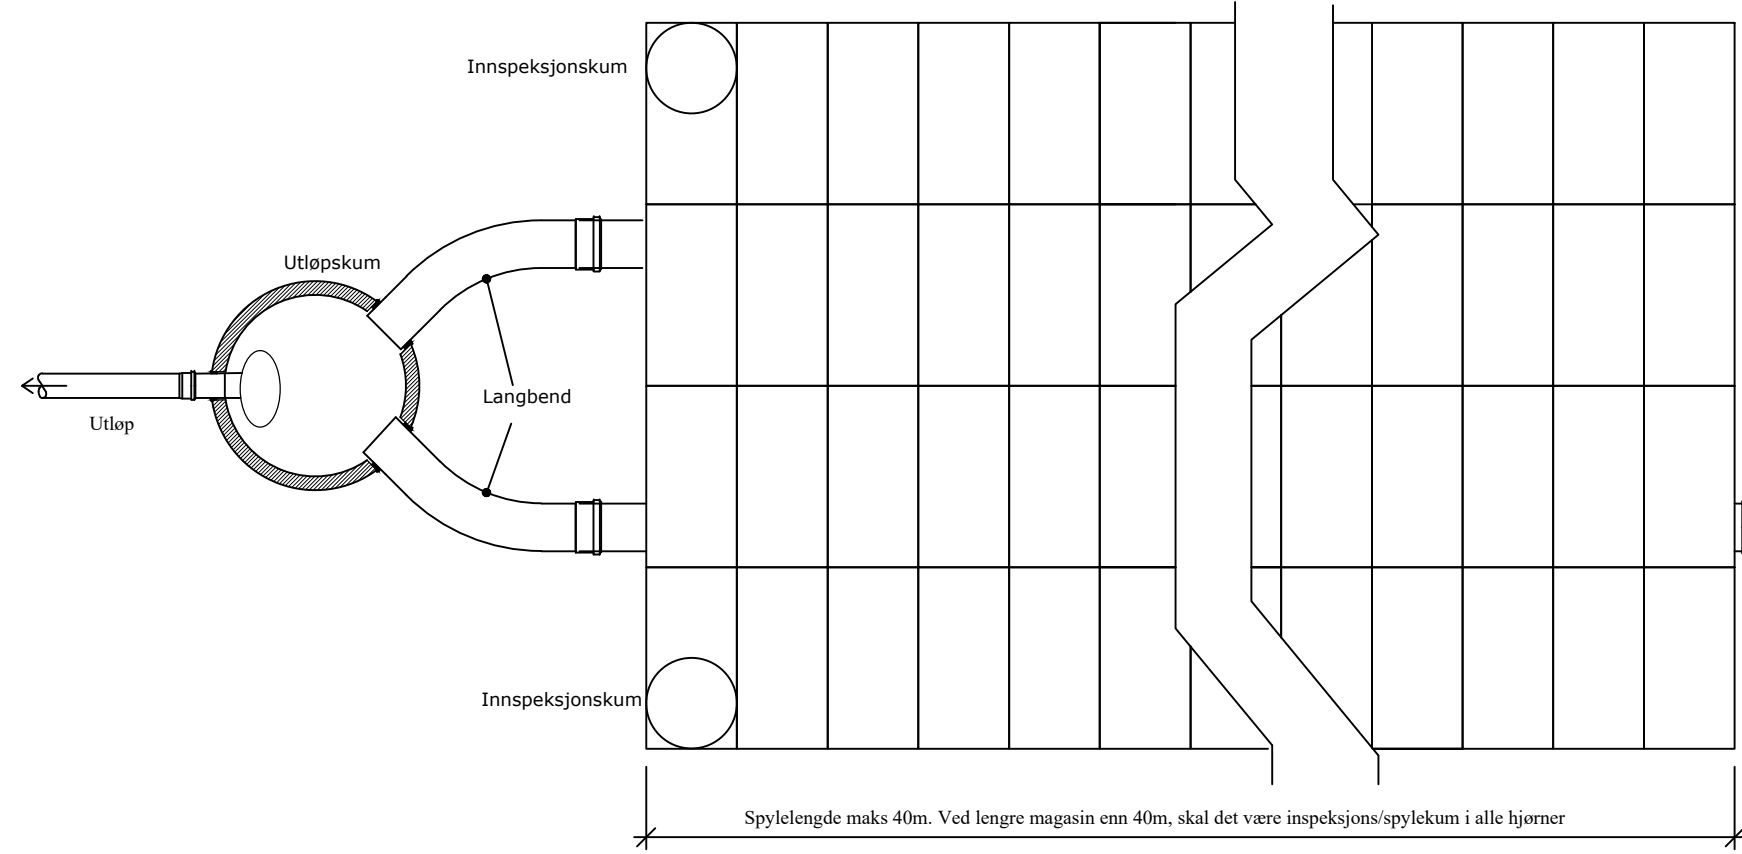 Innspeksjonskum
Utløpskum
Langbend
Utløp
Innspeksjonskum
Spylelengde maks 40m. Ved lengre magasin enn 40m, skal det være inspeksjons/spylekum i alle hjørner